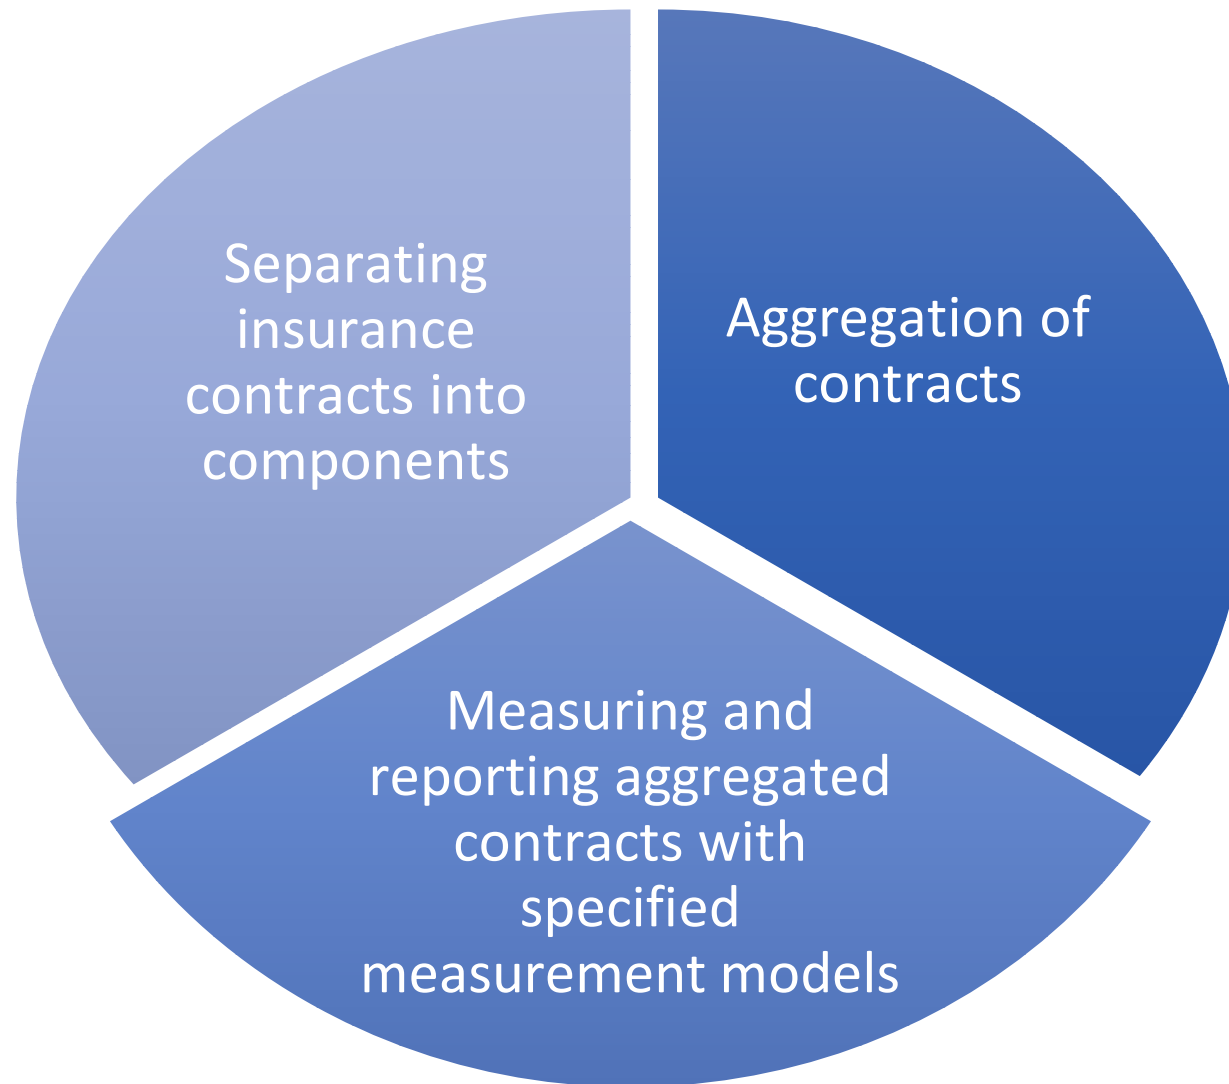 Separating
insurance
contracts into
components
Aggregation of
contracts
Measuring and
reporting aggregated
contracts with
specified
measurement models